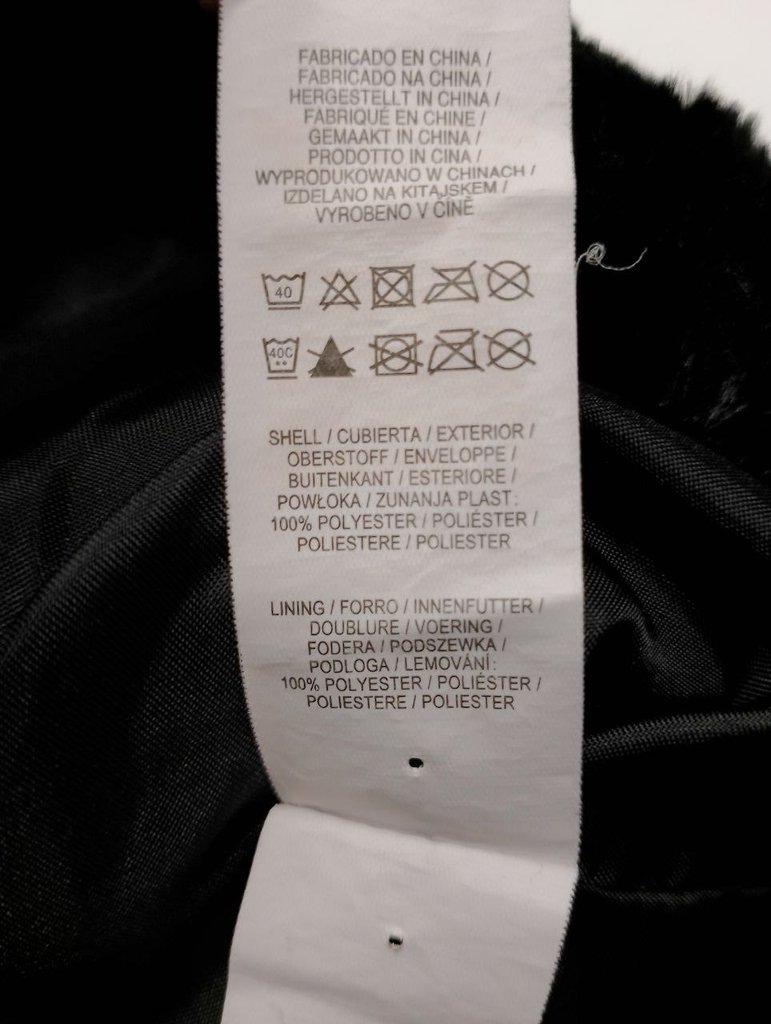 FABRICADO EN CHINA /
FABRICADO NA CHINA /
HERGESTELLT IN CHINA /
FABRIQUÉ EN CHINE /
GEMAAKT IN CHINA /
PRODOTTO IN CINA /
WYPRODUKOWANO W CHINACH /
IZDELANO NA KITAJSKEM /
VYROBENO V ČÍNĚ
40
40C
SHELL / CUBIERTA / EXTERIOR /
OBERSTOFF / ENVELOPPE /
BUITENKANT / ESTERIORE /
POWŁOKA / ZUNANJA PLAST:
100% POLYESTER / POLIÉSTER /
POLIESTERE / POLIESTER
LINING / FORRO / INNENFUTTER /
DOUBLURE / VOERING /
FODERA / PODSZEWKA /
PODLOGA / LEMOVÁNÍ:
100% POLYESTER / POLIÉSTER /
POLIESTERE / POLIESTER